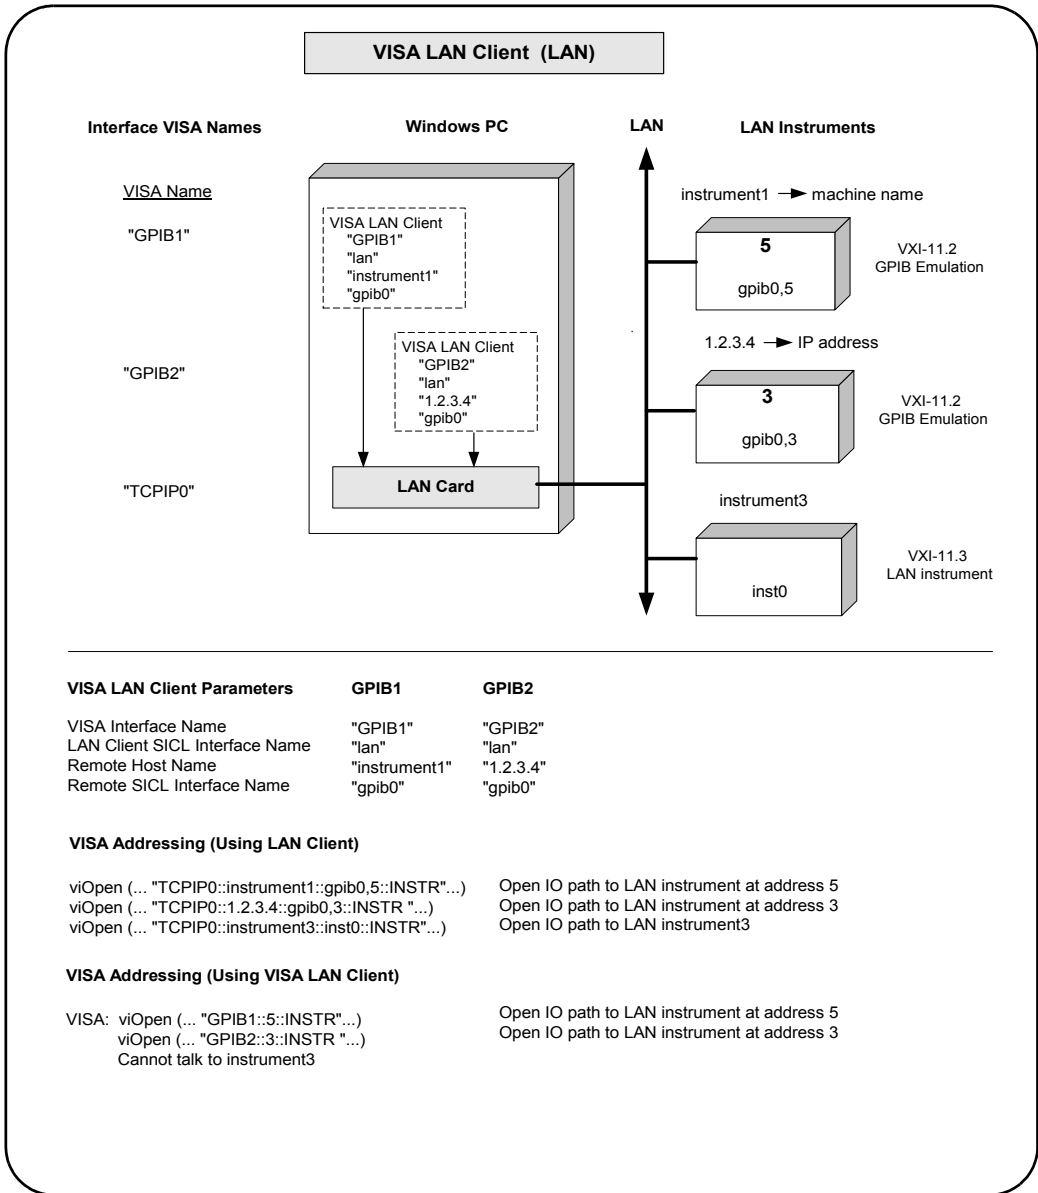 VISA LAN Client (LAN)
Interface VISA Names
Windows PC
LAN
LAN Instruments
VISA Name
"GPIB1"
"GPIB2"
"TCPIP0"
VISA LAN Client
"GPIB1"
"lan"
"instrument1"
"gpib0"
VISA LAN Client
"GPIB2"
"lan"
"1.2.3.4"
"gpib0"
LAN Card
instrument1 → machine name
5
gpib0,5
VXI-11.2
GPIB Emulation
1.2.3.4 → IP address
3
gpib0,3
VXI-11.2
GPIB Emulation
instrument3
inst0
VXI-11.3
LAN instrument
VISA LAN Client Parameters GPIB1 GPIB2
VISA Interface Name "GPIB1" "GPIB2"
LAN Client SICL Interface Name "lan" "lan"
Remote Host Name "instrument1" "1.2.3.4"
Remote SICL Interface Name "gpib0" "gpib0"
VISA Addressing (Using LAN Client)
viOpen (... "TCPIP0::instrument1::gpib0,5::INSTR"...) Open IO path to LAN instrument at address 5
viOpen (... "TCPIP0::1.2.3.4::gpib0,3::INSTR "...) Open IO path to LAN instrument at address 3
viOpen (... "TCPIP0::instrument3::inst0::INSTR"...) Open IO path to LAN instrument3
VISA Addressing (Using VISA LAN Client)
VISA: viOpen (... "GPIB1::5::INSTR"...) Open IO path to LAN instrument at address 5
viOpen (... "GPIB2::3::INSTR "...) Open IO path to LAN instrument at address 3
Cannot talk to instrument3